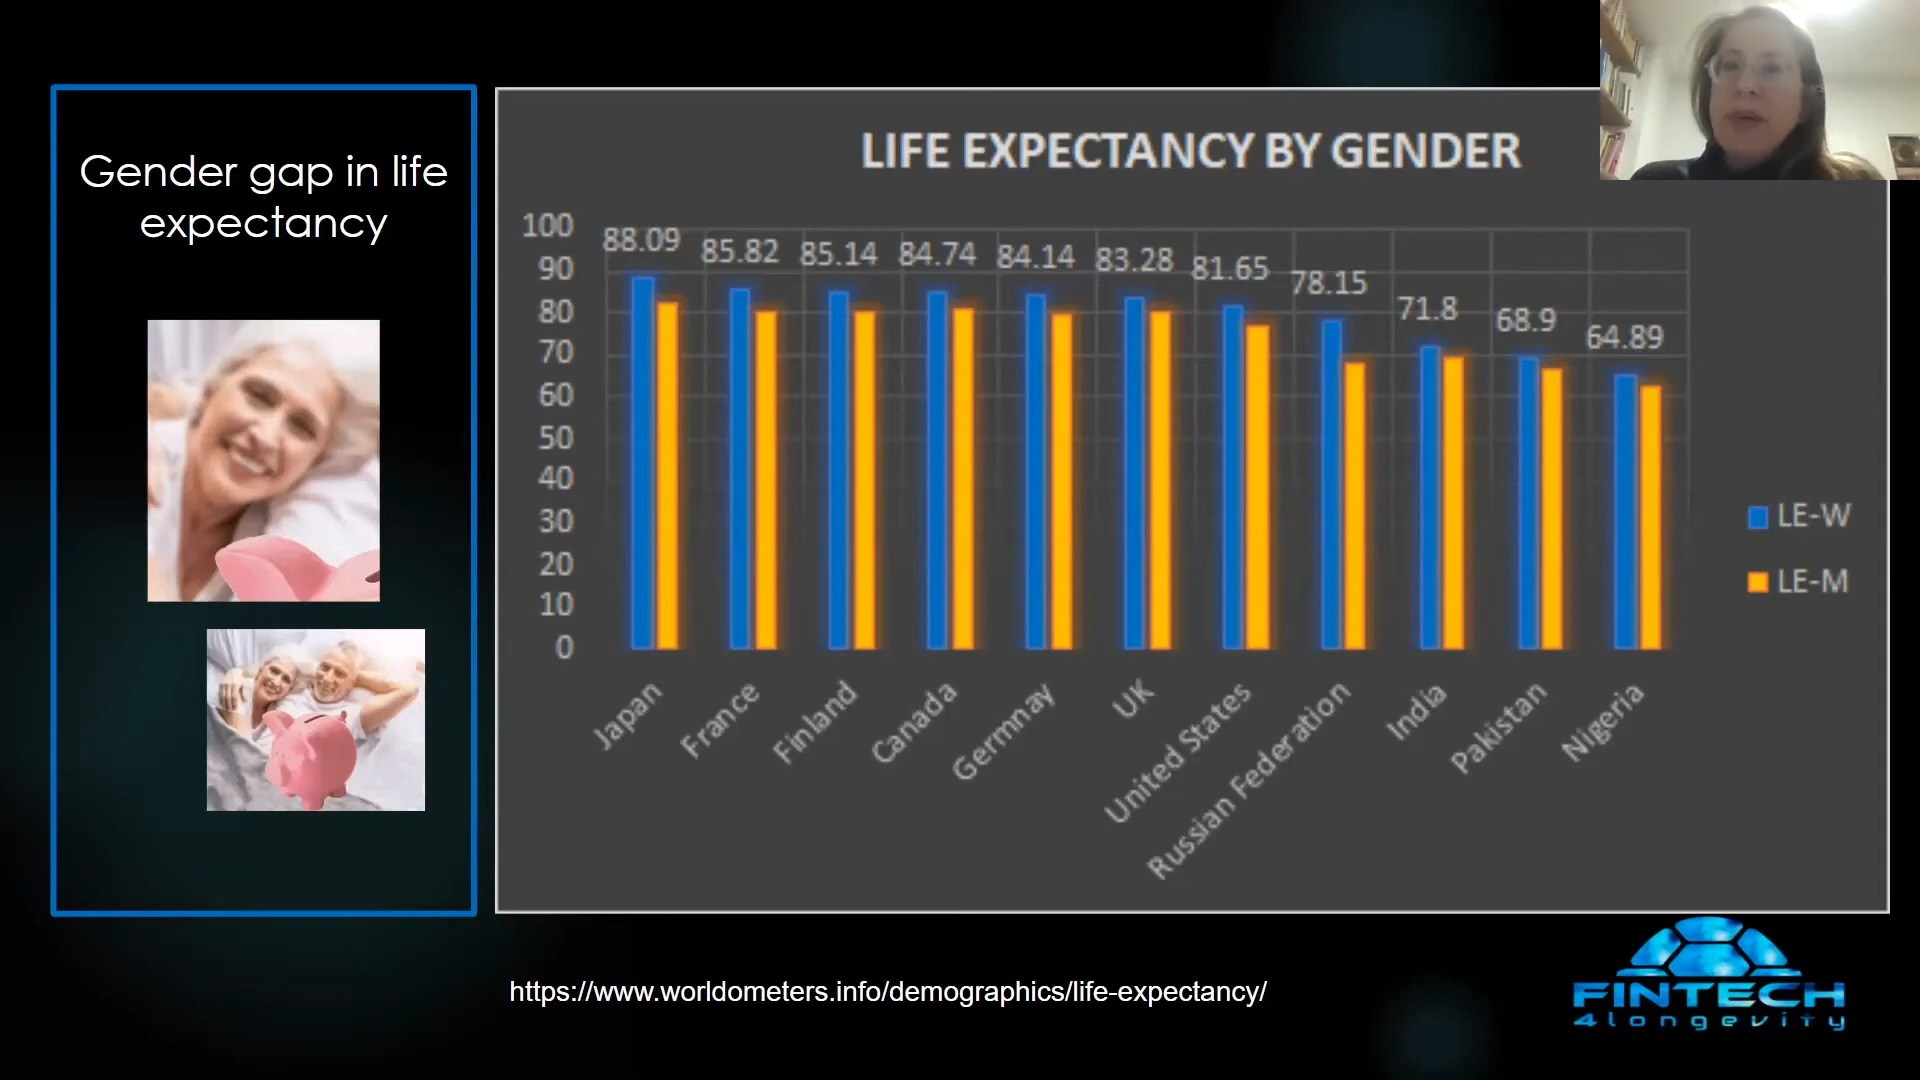 Gender gap in life
expectancy
LIFE EXPECTANCY BY GENDER
100
90
80
70
60
50
40
30
20
10
0
88.09
85.82
85.14
84.74
84.14
83.28
81.65
78.15
71.8
68.9
64.89
Japan
France
Finland
Canada
Germnay
UK
United States
Russian Federation
India
Pakistan
Nigeria
LE-W
LE-M
https://www.worldometers.info/demographics/life-expectancy/
FINTECH
4longevity